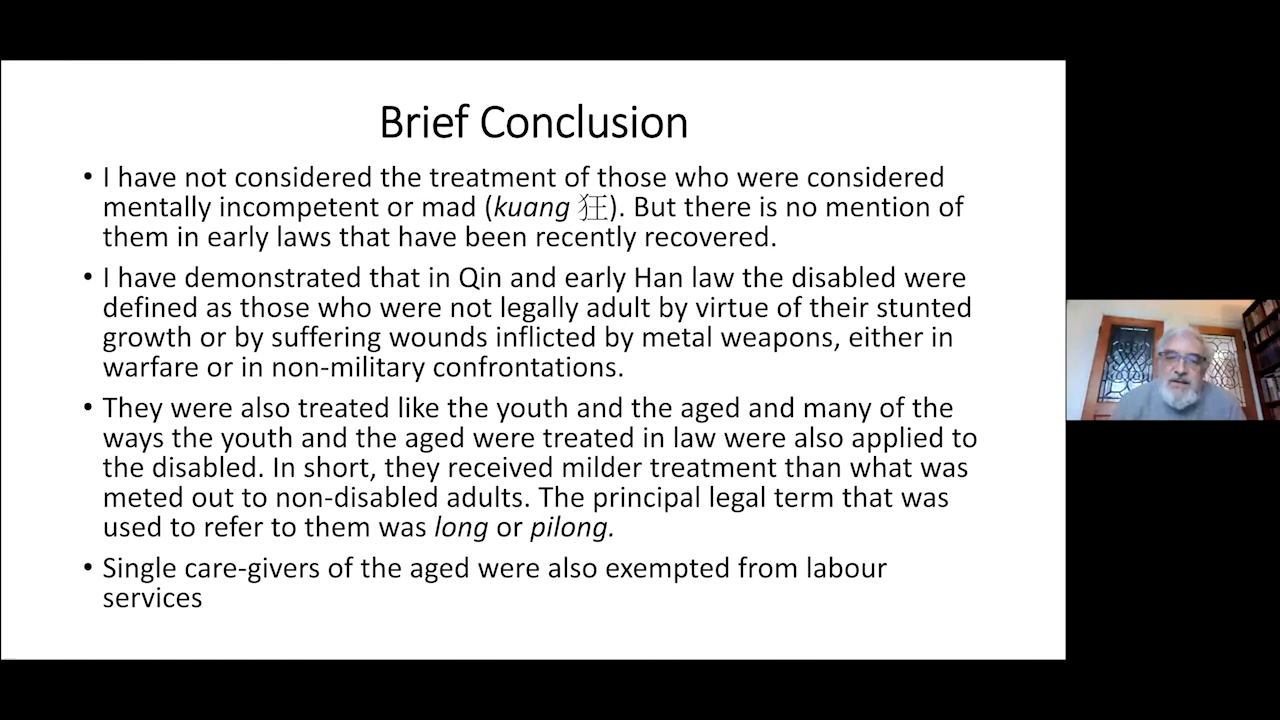 Brief Conclusion
• I have not considered the treatment of those who were considered
mentally incompetent or mad (kuang 狂). But there is no mention of
them in early laws that have been recently recovered.
• I have demonstrated that in Qin and early Han law the disabled were
defined as those who were not legally adult by virtue of their stunted
growth or by suffering wounds inflicted by metal weapons, either in
warfare or in non-military confrontations.
• They were also treated like the youth and the aged and many of the
ways the youth and the aged were treated in law were also applied to
the disabled. In short, they received milder treatment than what was
meted out to non-disabled adults. The principal legal term that was
used to refer to them was long or pilong.
• Single care-givers of the aged were also exempted from labour
services